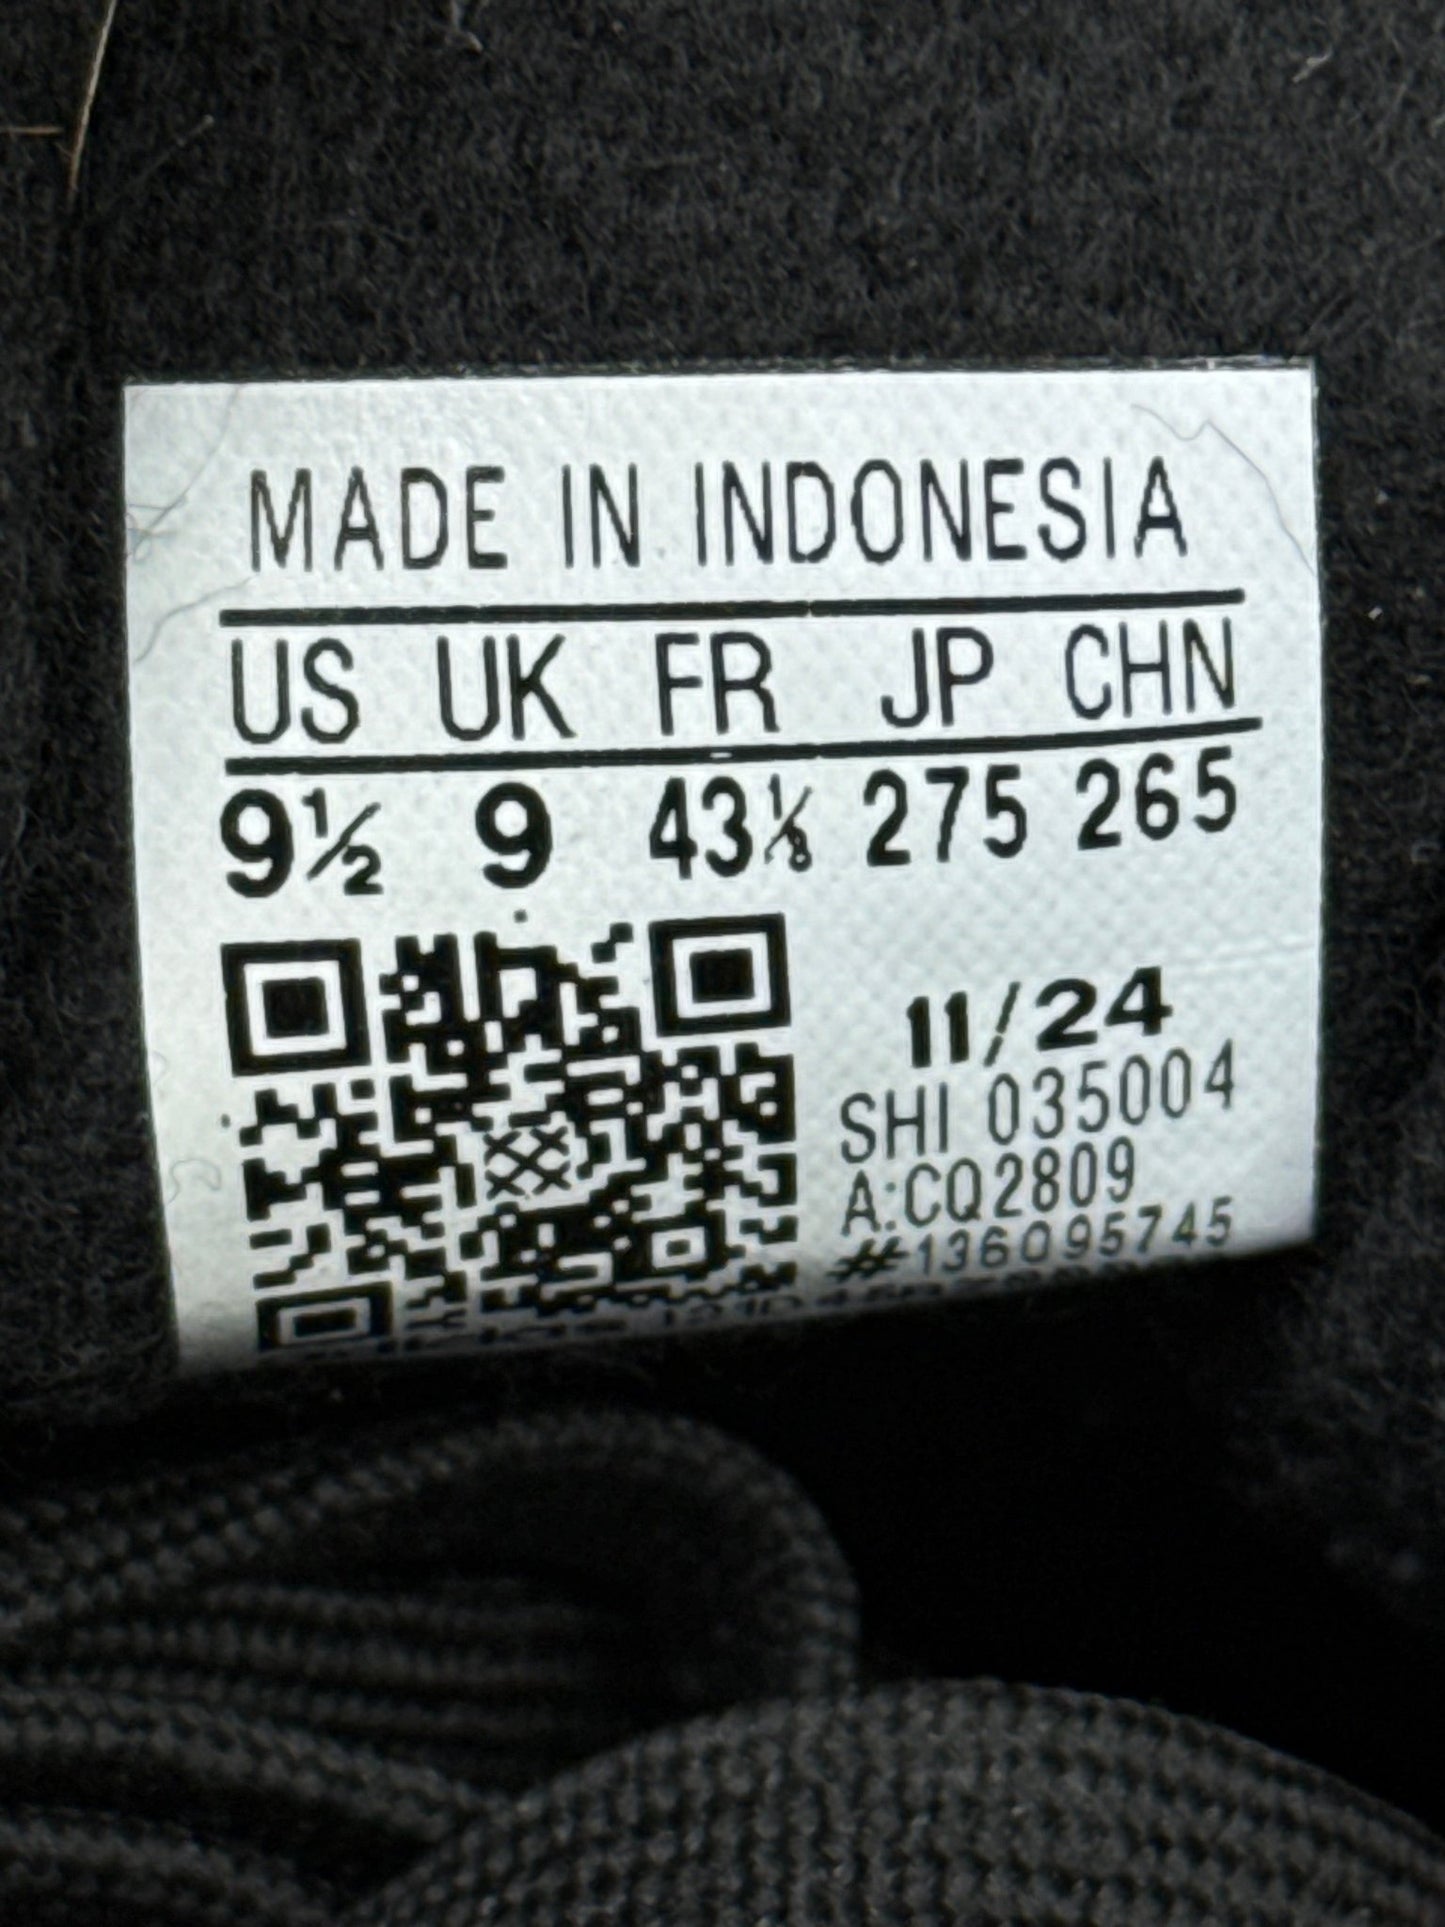 MADE IN INDONESIA
US UK FR JP CHN
9½ 9 43⅓ 275 265
11/24
SHI 035004
A:CQ2809
#136095745